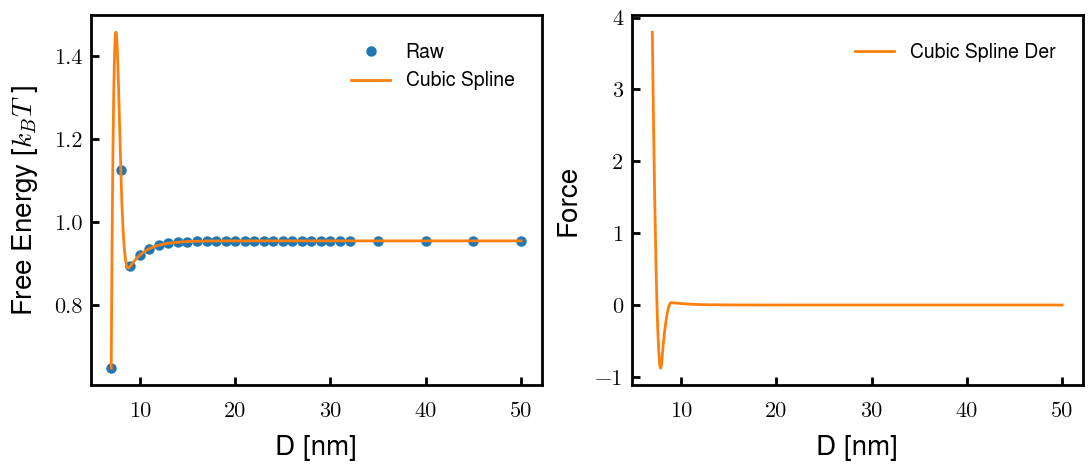 Free Energy [k_B T]
1.4
1.2
1.0
0.8
Raw
Cubic Spline
10 20 30 40 50
D [nm]
Force
4
3
2
1
0
−1
Cubic Spline Der
10 20 30 40 50
D [nm]